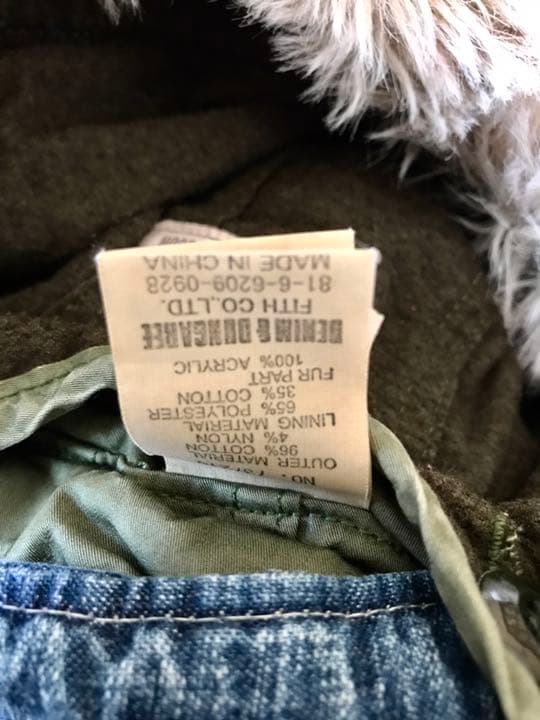 OUTER MATERIAL
96% COTTON
4% NYLON
LINING MATERIAL
65% POLYESTER
35% COTTON
FUR PART
100% ACRYLIC
DENIM & DUNGAREE
FITH CO.,LTD.
81-6-6209-0928
MADE IN CHINA